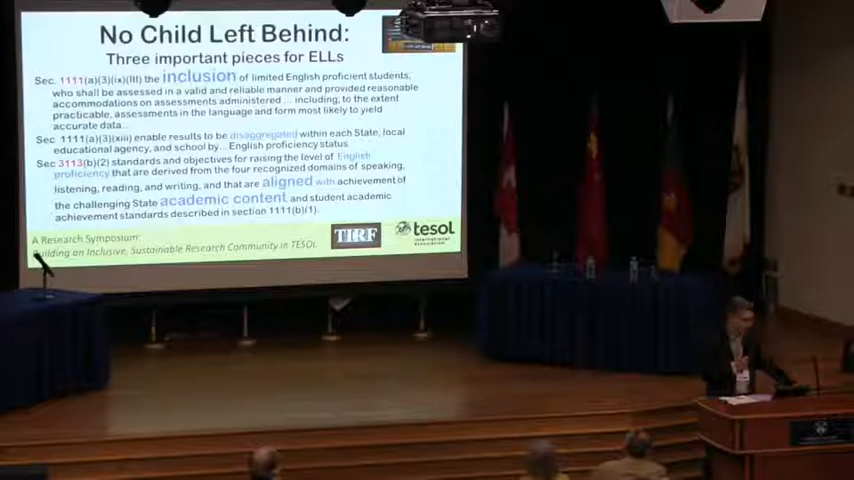 No Child Left Behind:
Three important pieces for ELLs
Sec. 1111(a)(3)(ix)(III) the inclusion of limited English proficient students,
who shall be assessed in a valid and reliable manner and provided reasonable
accommodations on assessments administered ... including, to the extent
practicable, assessments in the language and form most likely to yield
accurate data...
Sec. 1111(a)(3)(xiii) enable results to be disaggregated within each State, local
educational agency, and school by... English proficiency status
Sec 3113(b)(2) standards and objectives for raising the level of English
proficiency that are derived from the four recognized domains of speaking,
listening, reading, and writing, and that are aligned with achievement of
the challenging State academic content and student academic
achievement standards described in section 1111(b)(1).
A Research Symposium:
Building on Inclusive, Sustainable Research Community in TESOL
TIRF
tesol
international
association